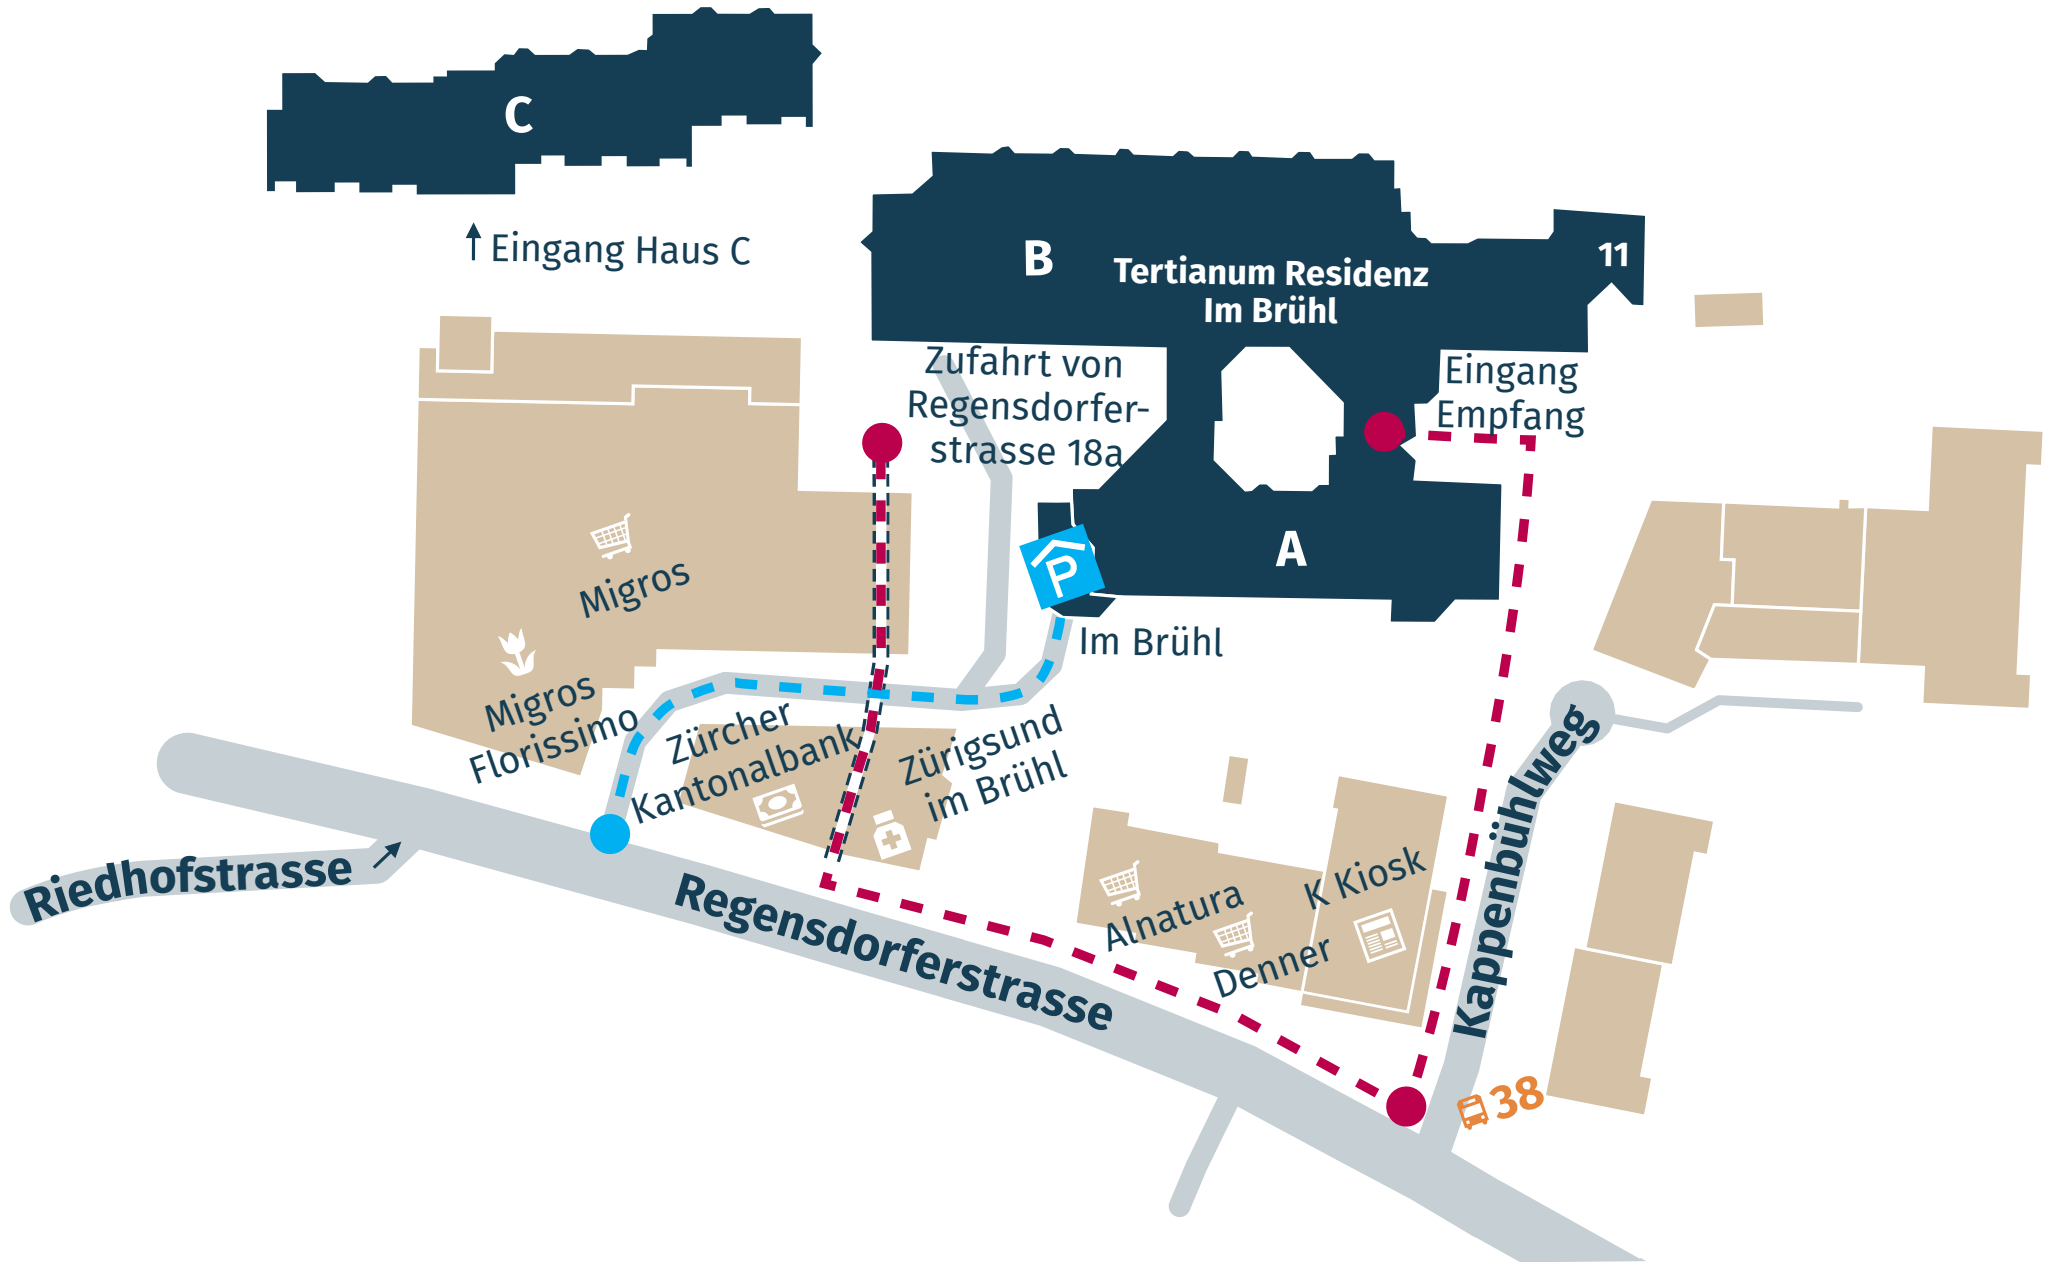 C
Eingang Haus C
B
Tertianum Residenz
Im Brühl
11
Zufahrt von
Regensdorfer-
strasse 18a
Eingang
Empfang
A
P
Im Brühl
Migros
Migros
Florissimo
Zürcher
Kantonalbank
Zürigsund
im Brühl
Alnatura
Denner
K Kiosk
Kappenbühlweg
Riedhofstrasse
Regensdorferstrasse
38